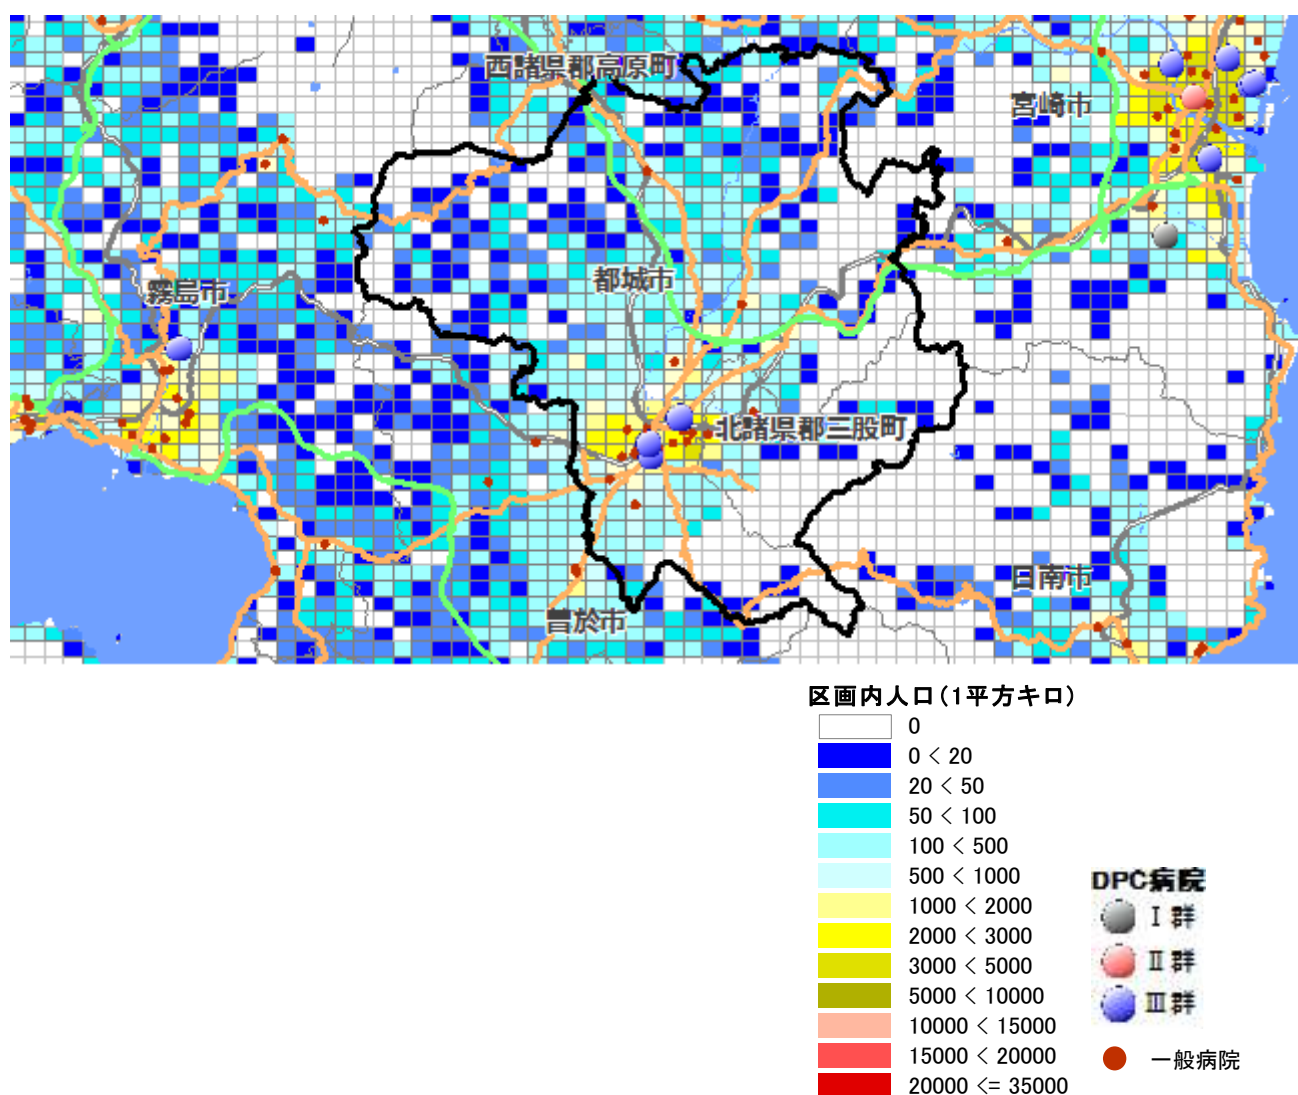 西諸県郡高原町
宮崎市
都城市
霧島市
北諸県郡三股町
日南市
曽於市
区画内人口(1平方キロ)
0
0 < 20
20 < 50
50 < 100
100 < 500
500 < 1000
1000 < 2000
2000 < 3000
3000 < 5000
5000 < 10000
10000 < 15000
15000 < 20000
20000 <= 35000
DPC病院
Ⅰ群
Ⅱ群
Ⅲ群
一般病院